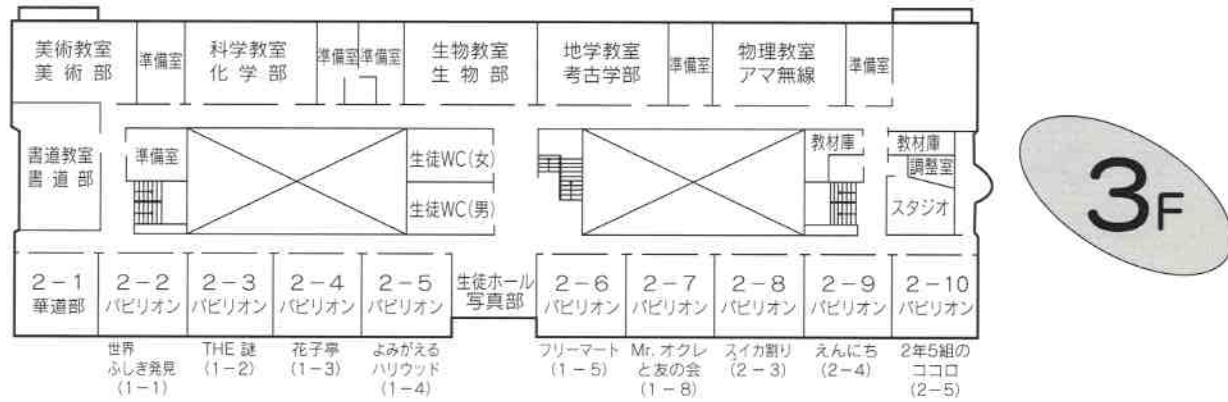 美術教室
美術部
準備室
科学教室
化学部
準備室
準備室
生物教室
生物部
地学教室
考古学部
準備室
物理教室
アマ無線
準備室
書道教室
書道部
準備室
生徒WC(女)
生徒WC(男)
教材庫
教材庫
調整室
スタジオ
3F
2-1
華道部
2-2
パビリオン
2-3
パビリオン
2-4
パビリオン
2-5
パビリオン
生徒ホール
写真部
2-6
パビリオン
2-7
パビリオン
2-8
パビリオン
2-9
パビリオン
2-10
パビリオン
世界
ふしぎ発見
(1-1)
THE 謎
(1-2)
花子亭
(1-3)
よみがえる
ハリウッド
(1-4)
フリーマート
(1-5)
Mr. オクレ
と友の会
(1-8)
スイカ割り
(2-3)
えんにち
(2-4)
2年5組の
ココロ
(2-5)